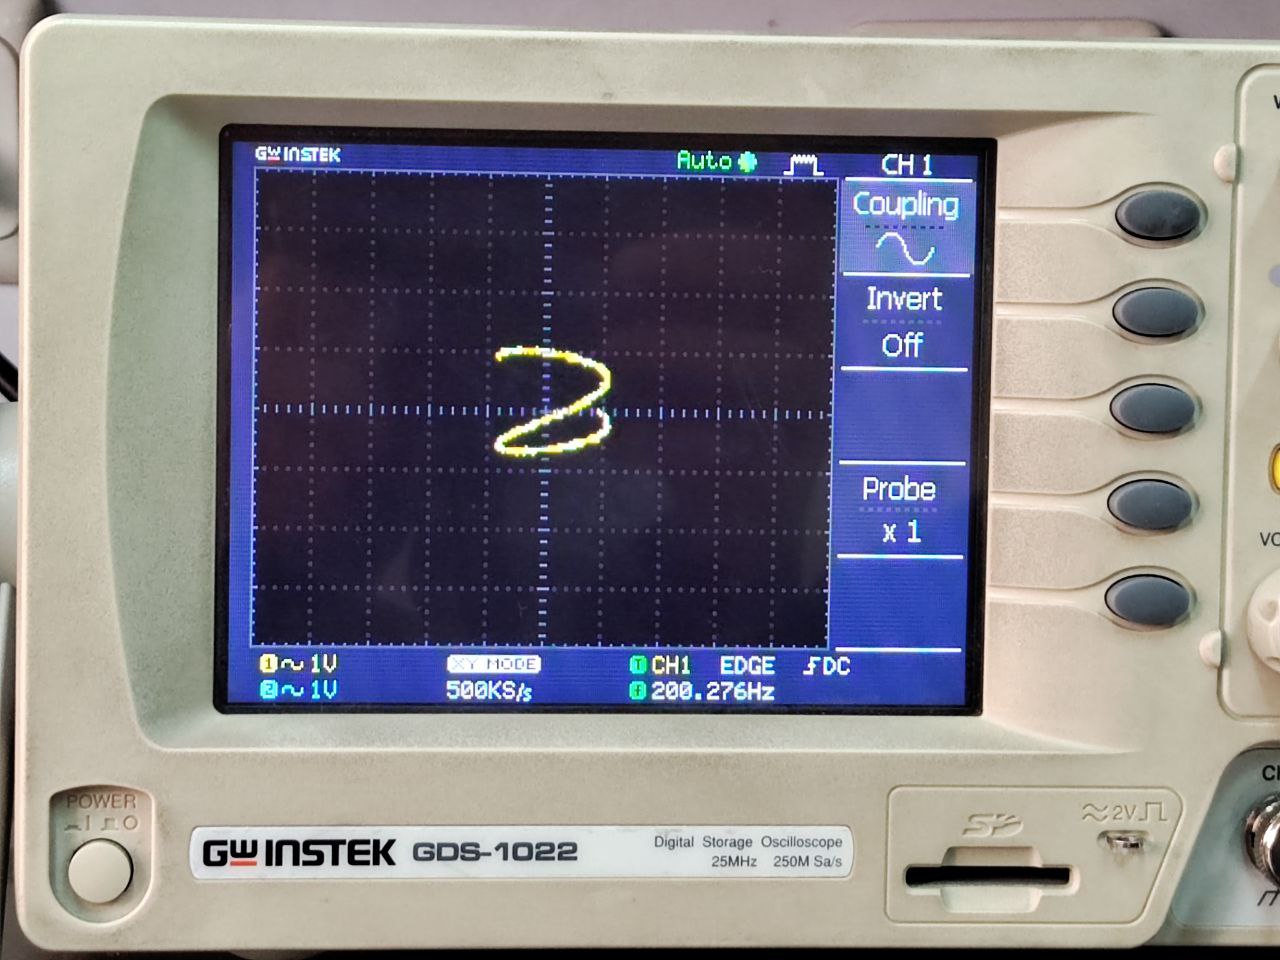 GW INSTEK
Auto
CH 1
Coupling
Invert
Off
Probe
x 1
1 1V
XY MODE
T CH1 EDGE DC
2 1V
500KS/s
f 200.276Hz
POWER
I O
GW INSTEK GDS-1022
Digital Storage Oscilloscope
25MHz 250M Sa/s
SD
≈2V